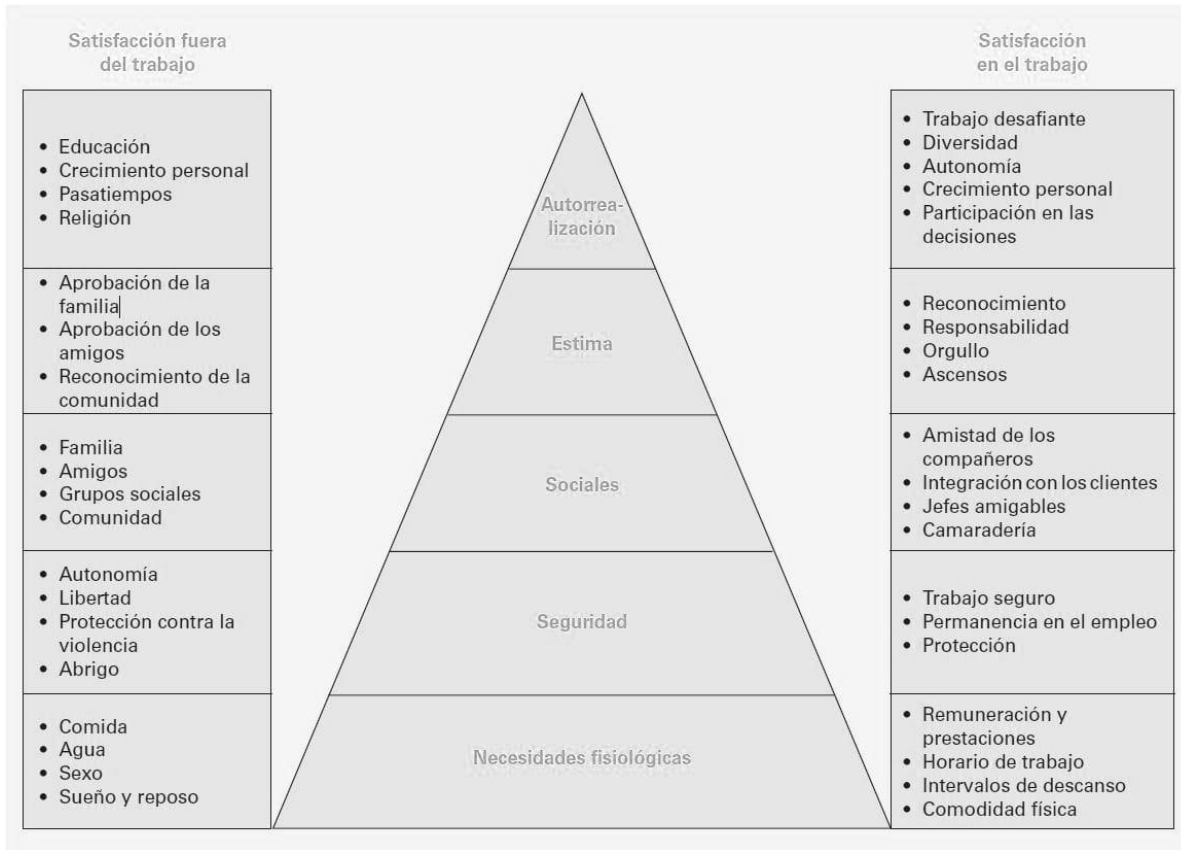 Satisfacción fuera
del trabajo
• Educación
• Crecimiento personal
• Pasatiempos
• Religión
• Aprobación de la
familia
• Aprobación de los
amigos
• Reconocimiento de la
comunidad
• Familia
• Amigos
• Grupos sociales
• Comunidad
• Autonomía
• Libertad
• Protección contra la
violencia
• Abrigo
• Comida
• Agua
• Sexo
• Sueño y reposo
Autorrea-
lización
Estima
Sociales
Seguridad
Necesidades fisiológicas
Satisfacción
en el trabajo
• Trabajo desafiante
• Diversidad
• Autonomía
• Crecimiento personal
• Participación en las
decisiones
• Reconocimiento
• Responsabilidad
• Orgullo
• Ascensos
• Amistad de los
compañeros
• Integración con los clientes
• Jefes amigables
• Camaradería
• Trabajo seguro
• Permanencia en el empleo
• Protección
• Remuneración y
prestaciones
• Horario de trabajo
• Intervalos de descanso
• Comodidad física